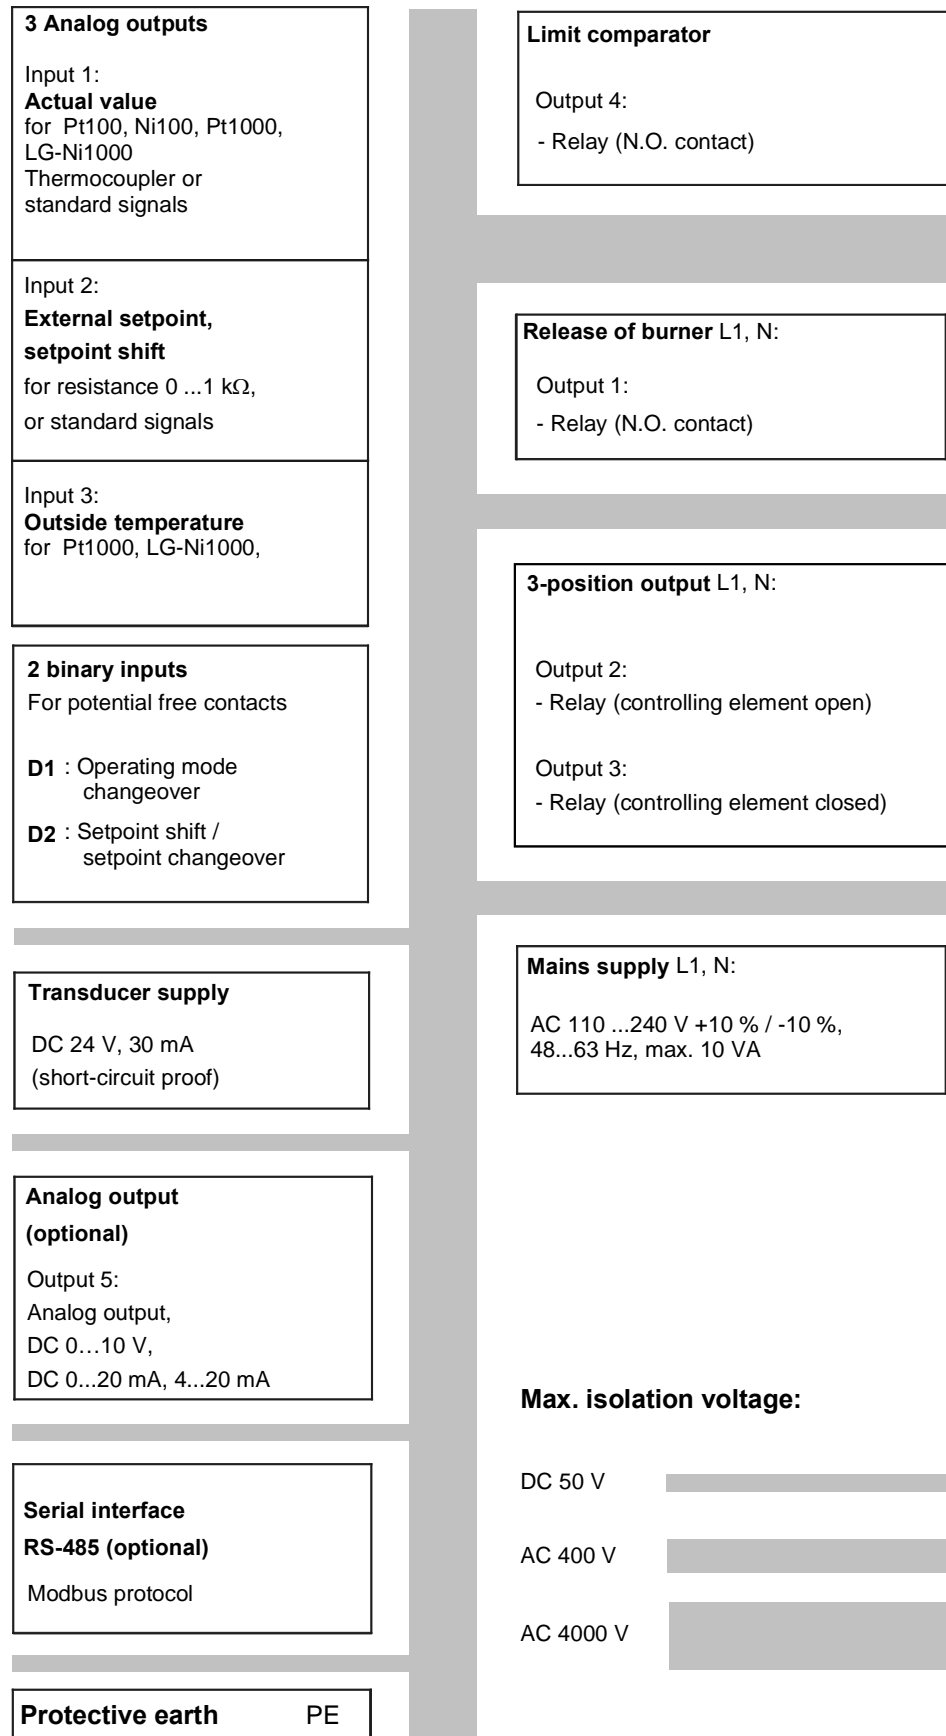 3 Analog outputs
Input 1:
Actual value
for Pt100, Ni100, Pt1000,
LG-Ni1000
Thermocoupler or
standard signals
Input 2:
External setpoint,
setpoint shift
for resistance 0 ...1 kΩ,
or standard signals
Input 3:
Outside temperature
for Pt1000, LG-Ni1000,
2 binary inputs
For potential free contacts
D1 : Operating mode
changeover
D2 : Setpoint shift /
setpoint changeover
Transducer supply
DC 24 V, 30 mA
(short-circuit proof)
Analog output
(optional)
Output 5:
Analog output,
DC 0…10 V,
DC 0...20 mA, 4...20 mA
Serial interface
RS-485 (optional)
Modbus protocol
Protective earth PE
Limit comparator
Output 4:
- Relay (N.O. contact)
Release of burner L1, N:
Output 1:
- Relay (N.O. contact)
3-position output L1, N:
Output 2:
- Relay (controlling element open)
Output 3:
- Relay (controlling element closed)
Mains supply L1, N:
AC 110 ...240 V +10 % / -10 %,
48...63 Hz, max. 10 VA
Max. isolation voltage:
DC 50 V
AC 400 V
AC 4000 V